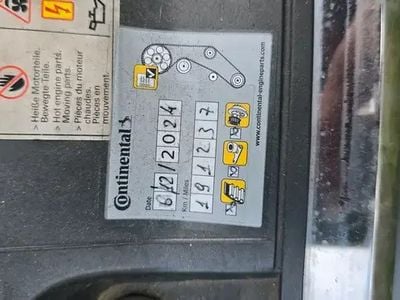 > Heiße Motorteile.
Bewegte Teile.
> Hot engine parts.
Moving parts.
> Pièces du moteur
chaudes.
Pièces en
mouvement.
Continental
Date 6/2/2024
Km / Miles 191237
www.continental-engineparts.com